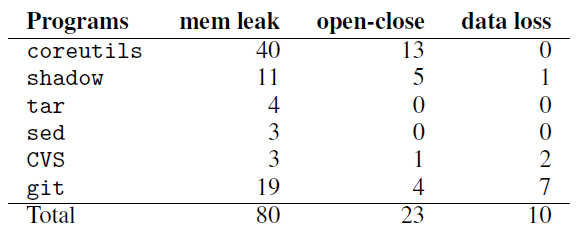 Programs mem leak open-close data loss
coreutils 40 13 0
shadow 11 5 1
tar 4 0 0
sed 3 0 0
CVS 3 1 2
git 19 4 7
Total 80 23 10